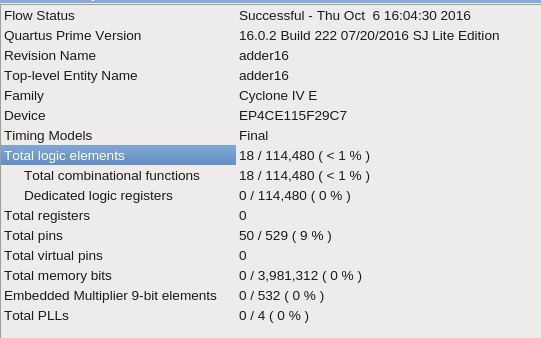 Flow Status Successful - Thu Oct 6 16:04:30 2016
Quartus Prime Version 16.0.2 Build 222 07/20/2016 SJ Lite Edition
Revision Name adder16
Top-level Entity Name adder16
Family Cyclone IV E
Device EP4CE115F29C7
Timing Models Final
Total logic elements 18 / 114,480 ( < 1 % )
Total combinational functions 18 / 114,480 ( < 1 % )
Dedicated logic registers 0 / 114,480 ( 0 % )
Total registers 0
Total pins 50 / 529 ( 9 % )
Total virtual pins 0
Total memory bits 0 / 3,981,312 ( 0 % )
Embedded Multiplier 9-bit elements 0 / 532 ( 0 % )
Total PLLs 0 / 4 ( 0 % )